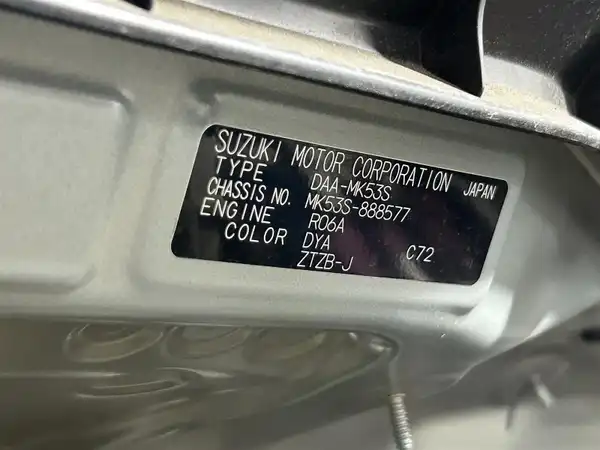 SUZUKI MOTOR CORPORATION JAPAN
TYPE DAA-MK53S
CHASSIS NO. MK53S-888577
ENGINE R06A
COLOR DYA C72
ZTZB-J